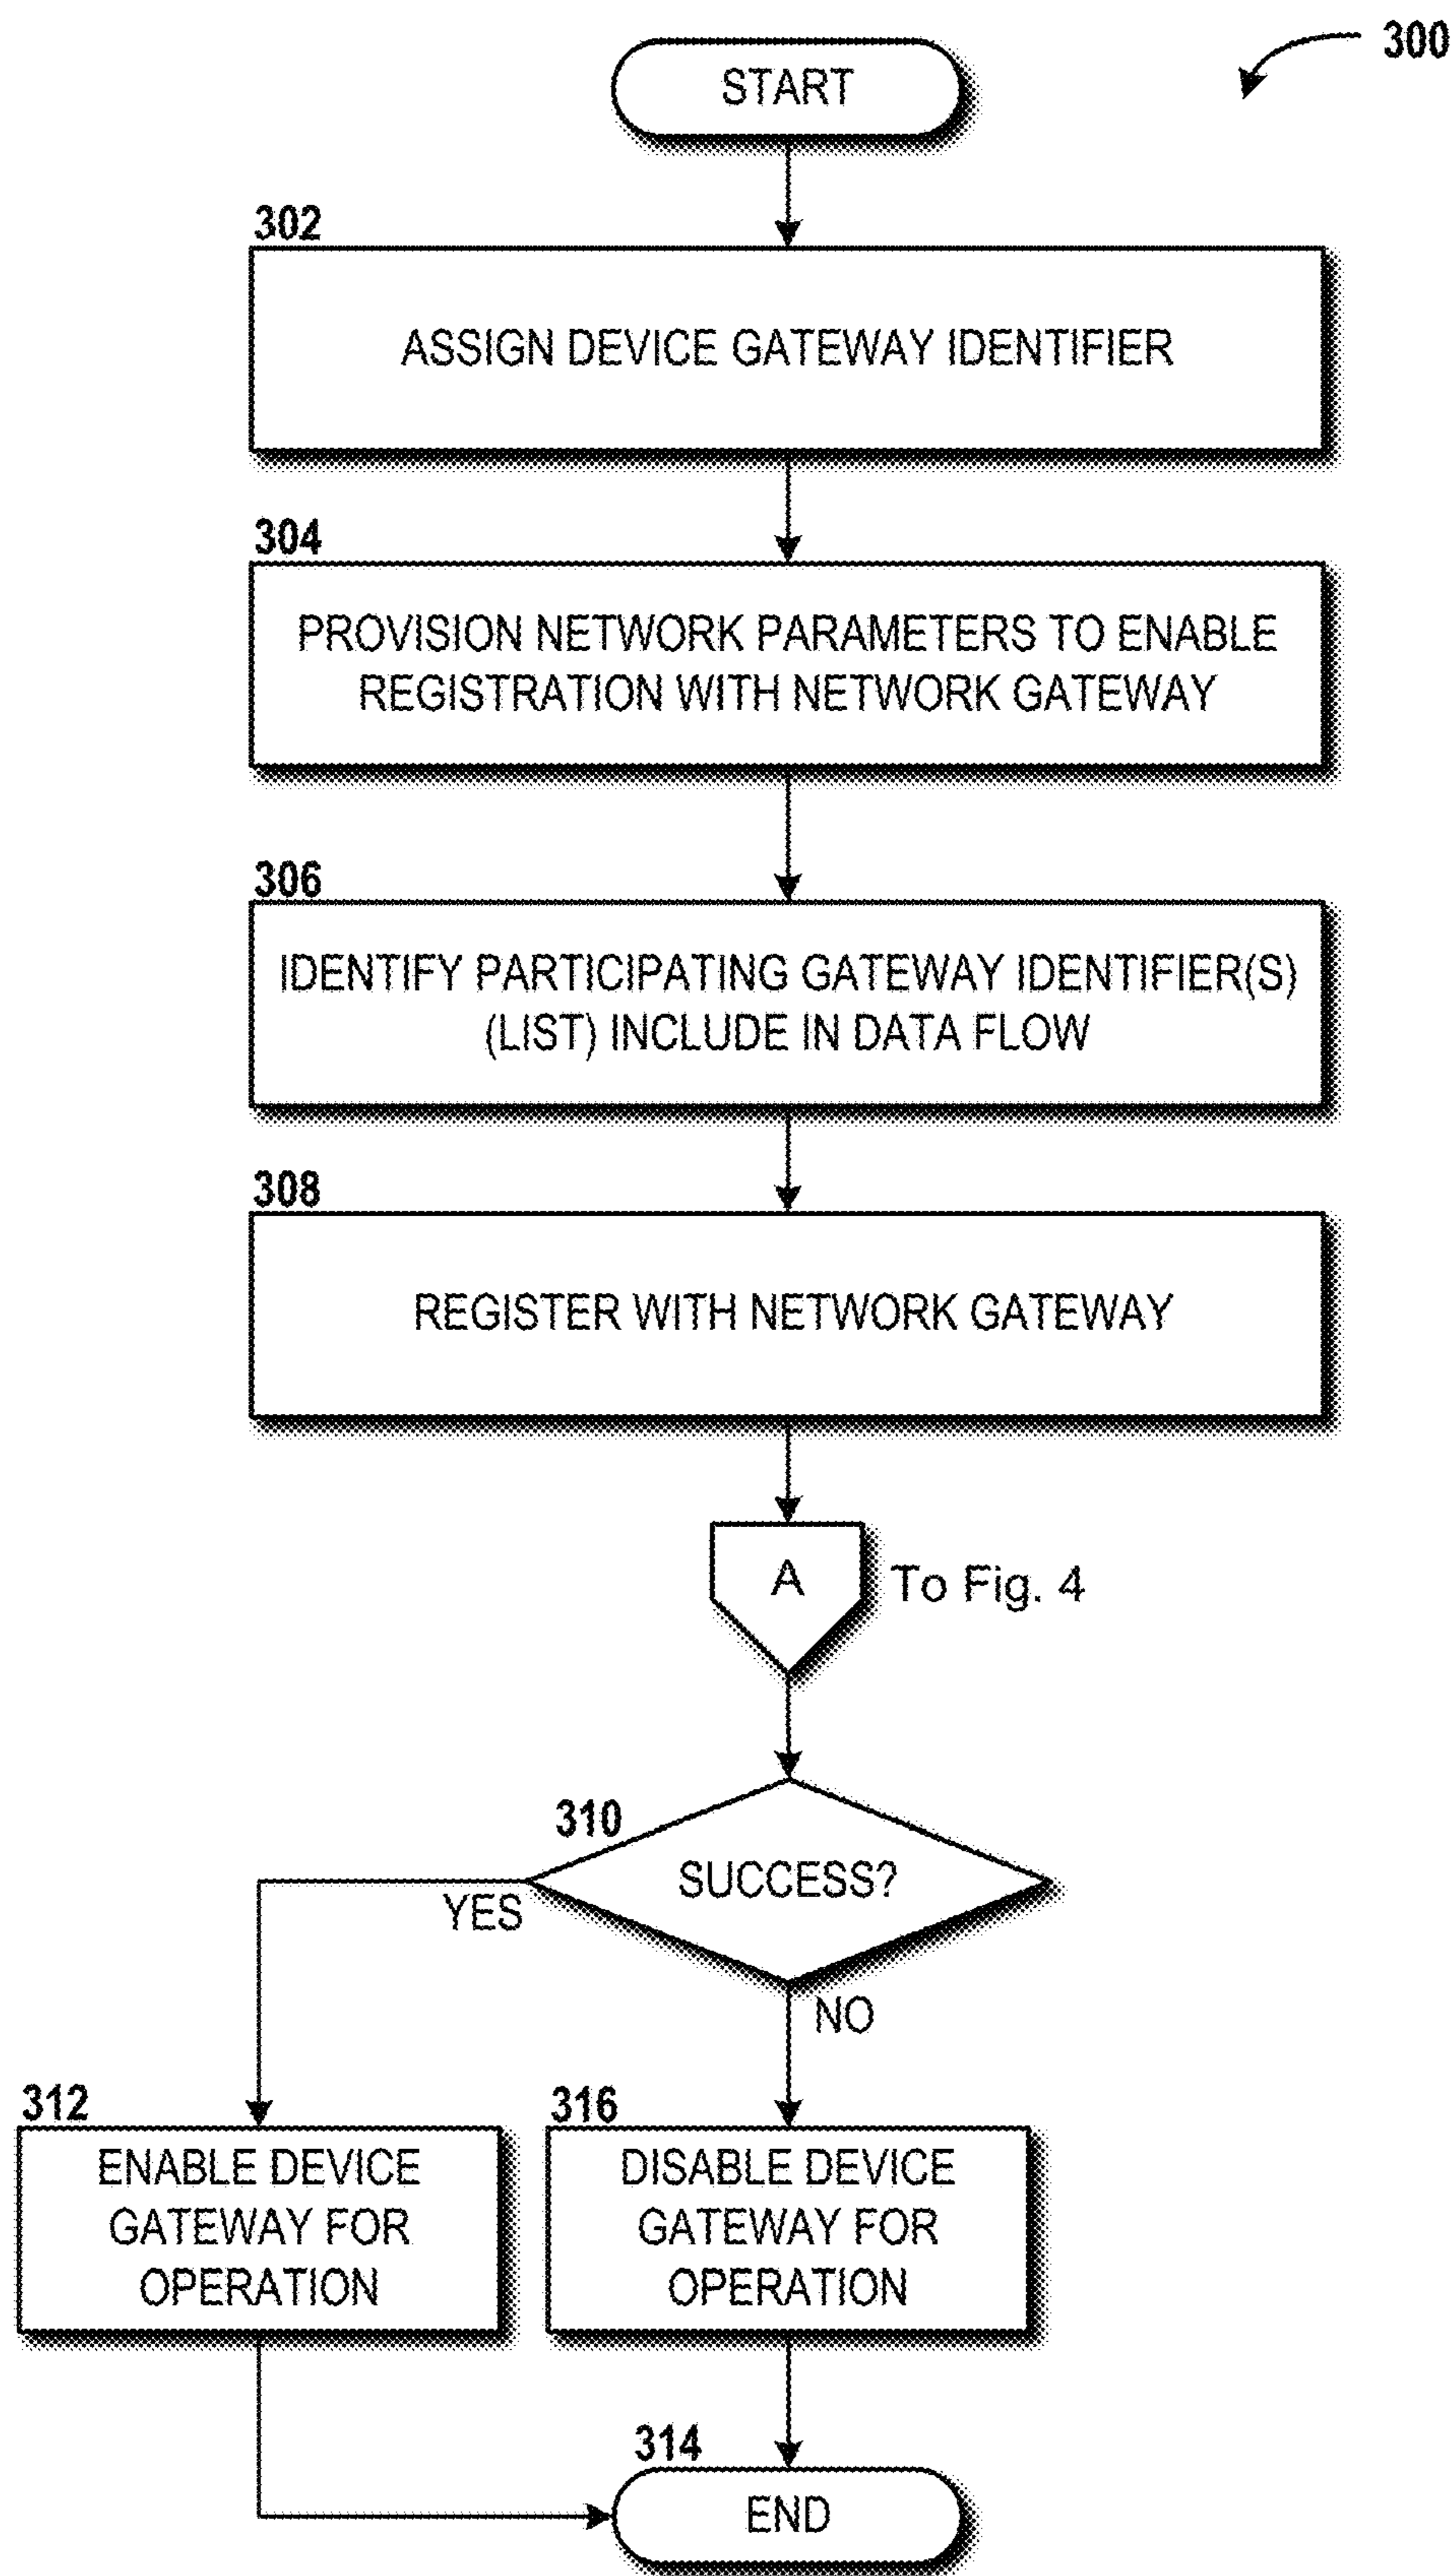 300
START
302
ASSIGN DEVICE GATEWAY IDENTIFIER
304
PROVISION NETWORK PARAMETERS TO ENABLE
REGISTRATION WITH NETWORK GATEWAY
306
IDENTIFY PARTICIPATING GATEWAY IDENTIFIER(S)
(LIST) INCLUDE IN DATA FLOW
308
REGISTER WITH NETWORK GATEWAY
A
To Fig. 4
310
SUCCESS?
YES
NO
312
ENABLE DEVICE
GATEWAY FOR
OPERATION
316
DISABLE DEVICE
GATEWAY FOR
OPERATION
314
END